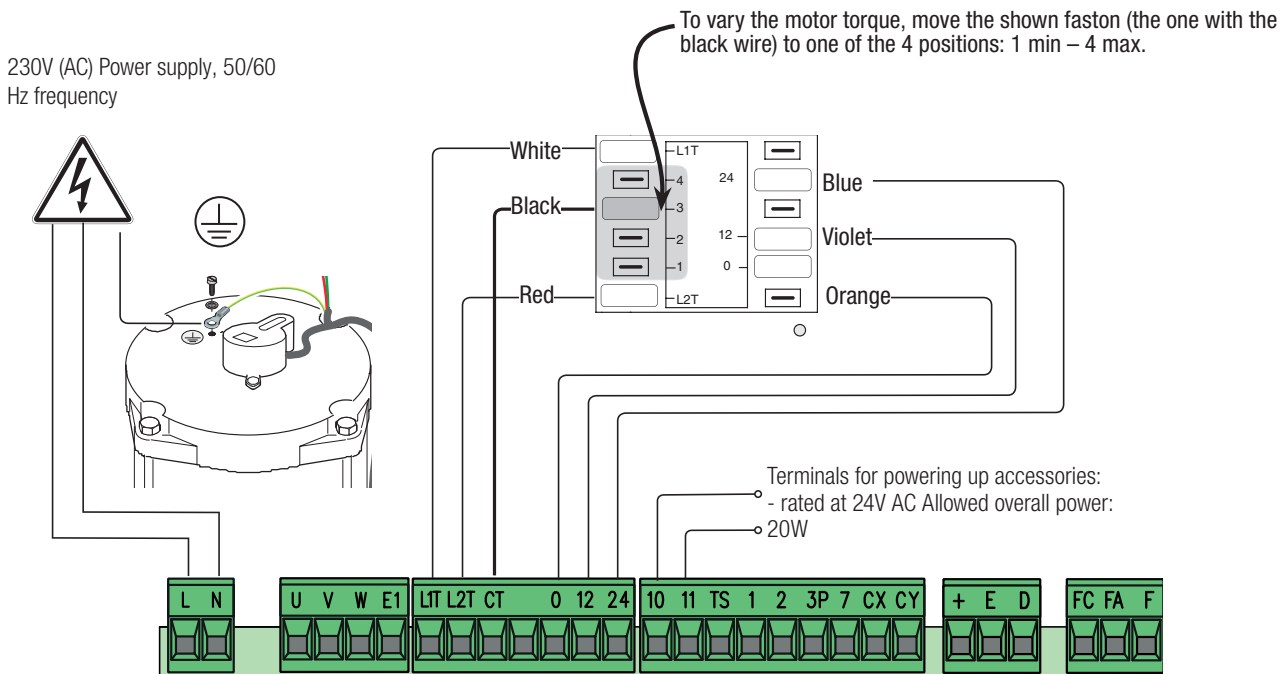 To vary the motor torque, move the shown faston (the one with the
black wire) to one of the 4 positions: 1 min – 4 max.
230V (AC) Power supply, 50/60
Hz frequency
White
L1T
4
24
Blue
Black
3
2
12
Violet
1
0
Red
L2T
Orange
Terminals for powering up accessories:
- rated at 24V AC Allowed overall power:
20W
L N
U V W E1
L1T L2T CT 0 12 24
10 11 TS 1 2 3P 7 CX CY
+ E D
FC FA F